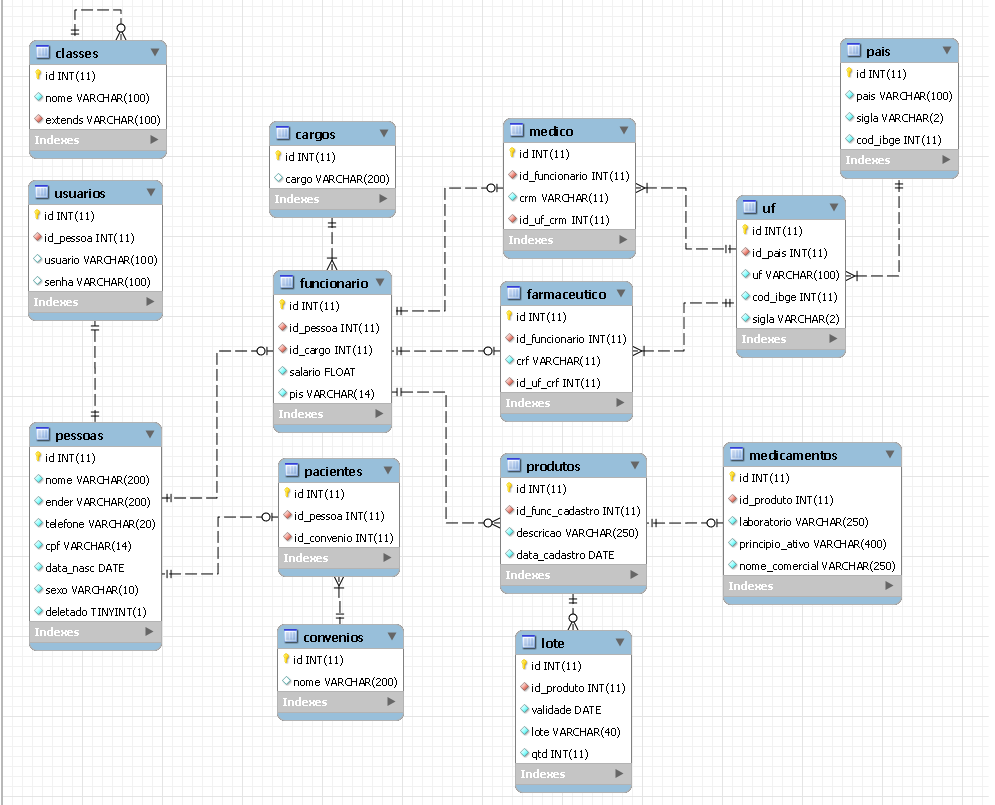 classes
id INT(11)
nome VARCHAR(100)
extends VARCHAR(100)
Indexes
usuarios
id INT(11)
id_pessoa INT(11)
usuario VARCHAR(100)
senha VARCHAR(100)
Indexes
pessoas
id INT(11)
nome VARCHAR(200)
ender VARCHAR(200)
telefone VARCHAR(20)
cpf VARCHAR(14)
data_nasc DATE
sexo VARCHAR(10)
deletado TINYINT(1)
Indexes
cargos
id INT(11)
cargo VARCHAR(200)
Indexes
funcionario
id INT(11)
id_pessoa INT(11)
id_cargo INT(11)
salario FLOAT
pis VARCHAR(14)
Indexes
pacientes
id INT(11)
id_pessoa INT(11)
id_convenio INT(11)
Indexes
convenios
id INT(11)
nome VARCHAR(200)
Indexes
medico
id INT(11)
id_funcionario INT(11)
crm VARCHAR(11)
id_uf_crm INT(11)
Indexes
farmaceutico
id INT(11)
id_funcionario INT(11)
crf VARCHAR(11)
id_uf_crf INT(11)
Indexes
produtos
id INT(11)
id_func_cadastro INT(11)
descricao VARCHAR(250)
data_cadastro DATE
Indexes
lote
id INT(11)
id_produto INT(11)
validade DATE
lote VARCHAR(40)
qtd INT(11)
Indexes
pais
id INT(11)
pais VARCHAR(100)
sigla VARCHAR(2)
cod_ibge INT(11)
Indexes
uf
id INT(11)
id_pais INT(11)
uf VARCHAR(100)
cod_ibge INT(11)
sigla VARCHAR(2)
Indexes
medicamentos
id INT(11)
id_produto INT(11)
laboratorio VARCHAR(250)
principio_ativo VARCHAR(400)
nome_comercial VARCHAR(250)
Indexes